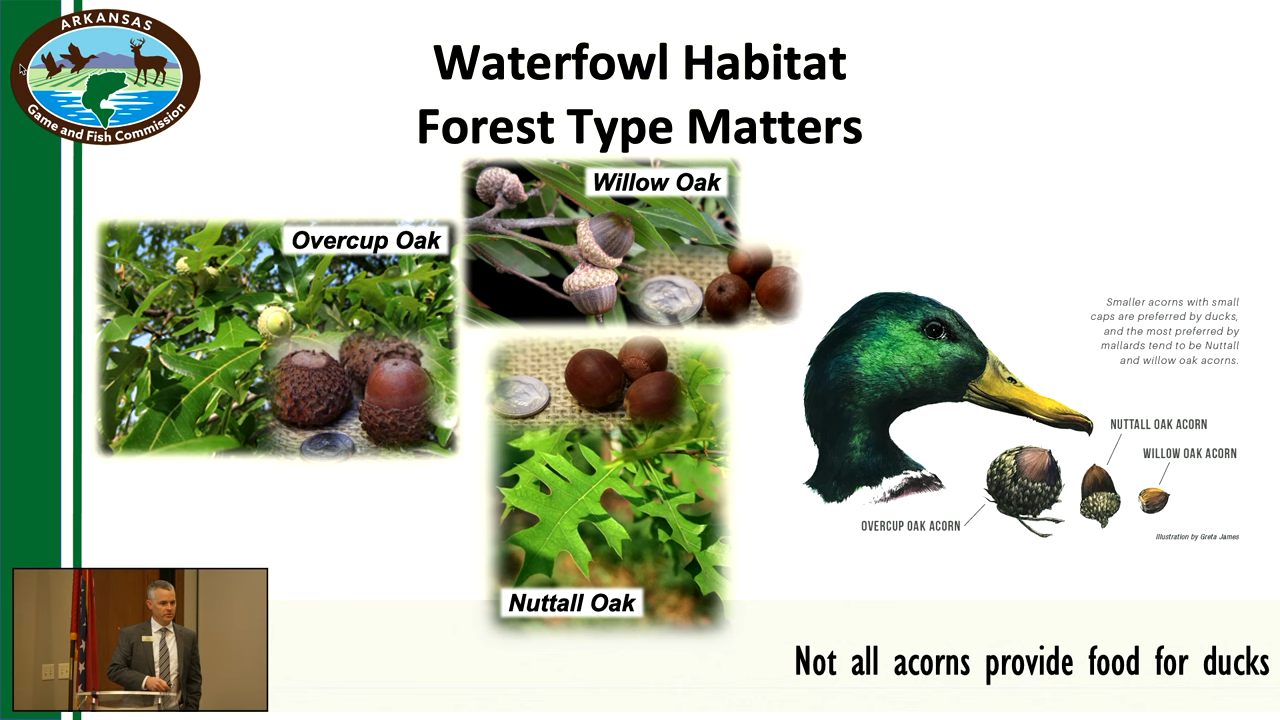 ARKANSAS
Game and Fish Commission
Waterfowl Habitat
Forest Type Matters
Willow Oak
Overcup Oak
Smaller acorns with small
caps are preferred by ducks,
and the most preferred by
mallards tend to be Nuttall
and willow oak acorns.
NUTTALL OAK ACORN
WILLOW OAK ACORN
OVERCUP OAK ACORN
Illustration by Greta James
Nuttall Oak
Not all acorns provide food for ducks